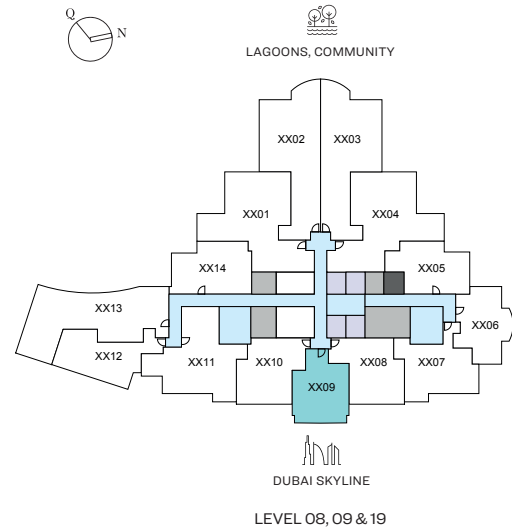 Q
N
LAGOONS, COMMUNITY
XX02 XX03
XX01 XX04
XX14 XX05
XX13 XX06
XX12 XX11 XX10 XX08 XX07
XX09
DUBAI SKYLINE
LEVEL 08, 09 & 19